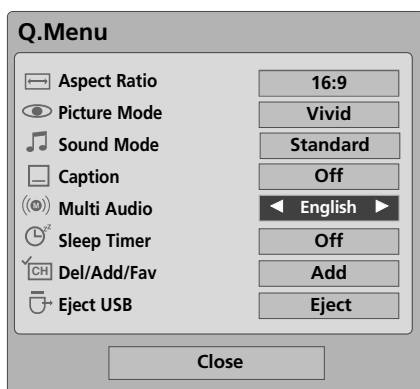 Q.Menu
Aspect Ratio 16:9
Picture Mode Vivid
Sound Mode Standard
Caption Off
Multi Audio ◀ English ▶
Sleep Timer Off
Del/Add/Fav Add
Eject USB Eject
Close